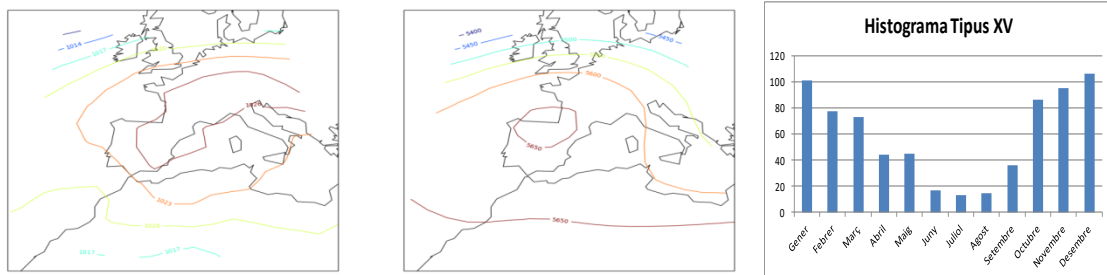 1014
1017
1026
1023
1020
1017
1017
5400
5450
5450
5500
5600
5650
5650
Histograma Tipus XV
120
100
80
60
40
20
0
Gener
Febrer
Març
Abril
Maig
Juny
Juliol
Agost
Setembre
Octubre
Novembre
Desembre